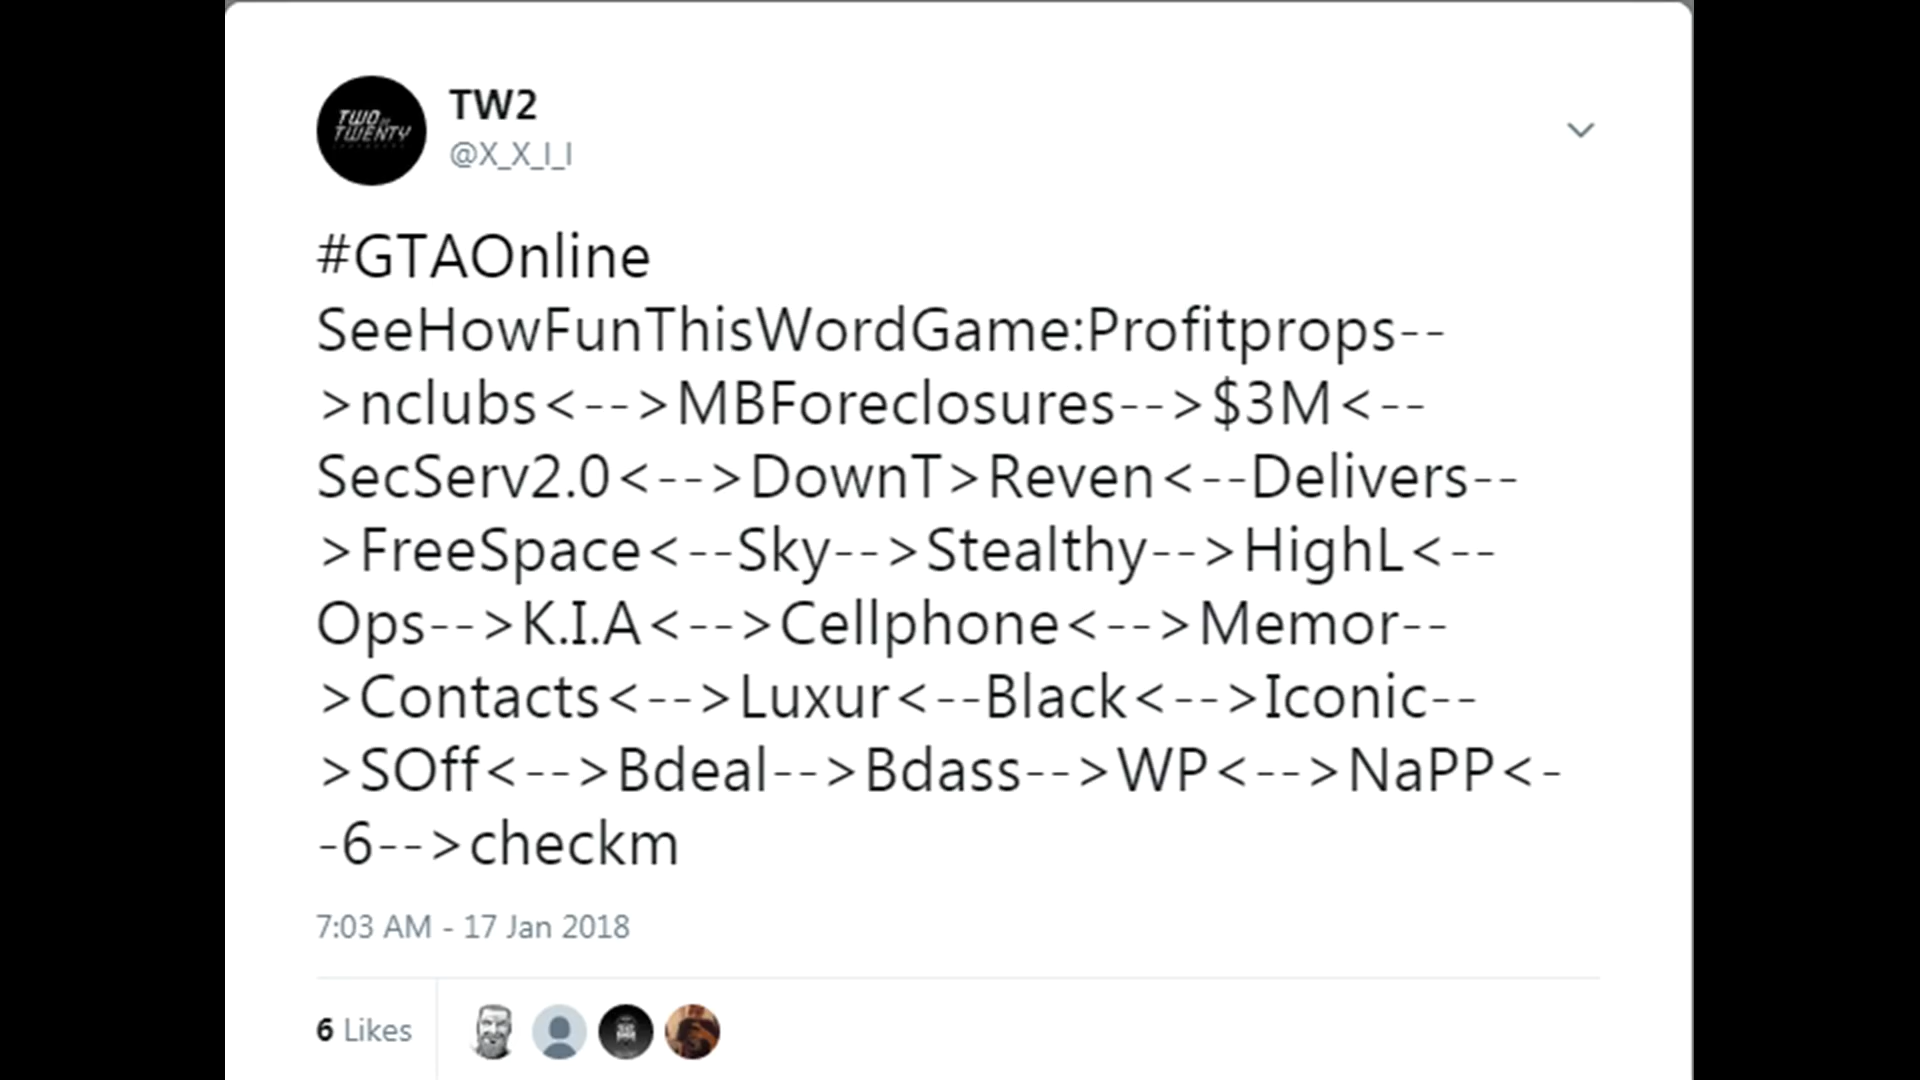 TWO
TWENTY
TW2
@X_X_I_I
#GTAOnline
SeeHowFunThisWordGame:Profitprops--
>nclubs<-->MBForeclosures-->$3M<--
SecServ2.0<-->DownT>Reven<--Delivers--
>FreeSpace<--Sky-->Stealthy-->HighL<--
Ops-->K.I.A<-->Cellphone<-->Memor--
>Contacts<-->Luxur<--Black<-->Iconic--
>SOff<-->Bdeal-->Bdass-->WP<-->NaPP<-
-6-->checkm
7:03 AM - 17 Jan 2018
6 Likes